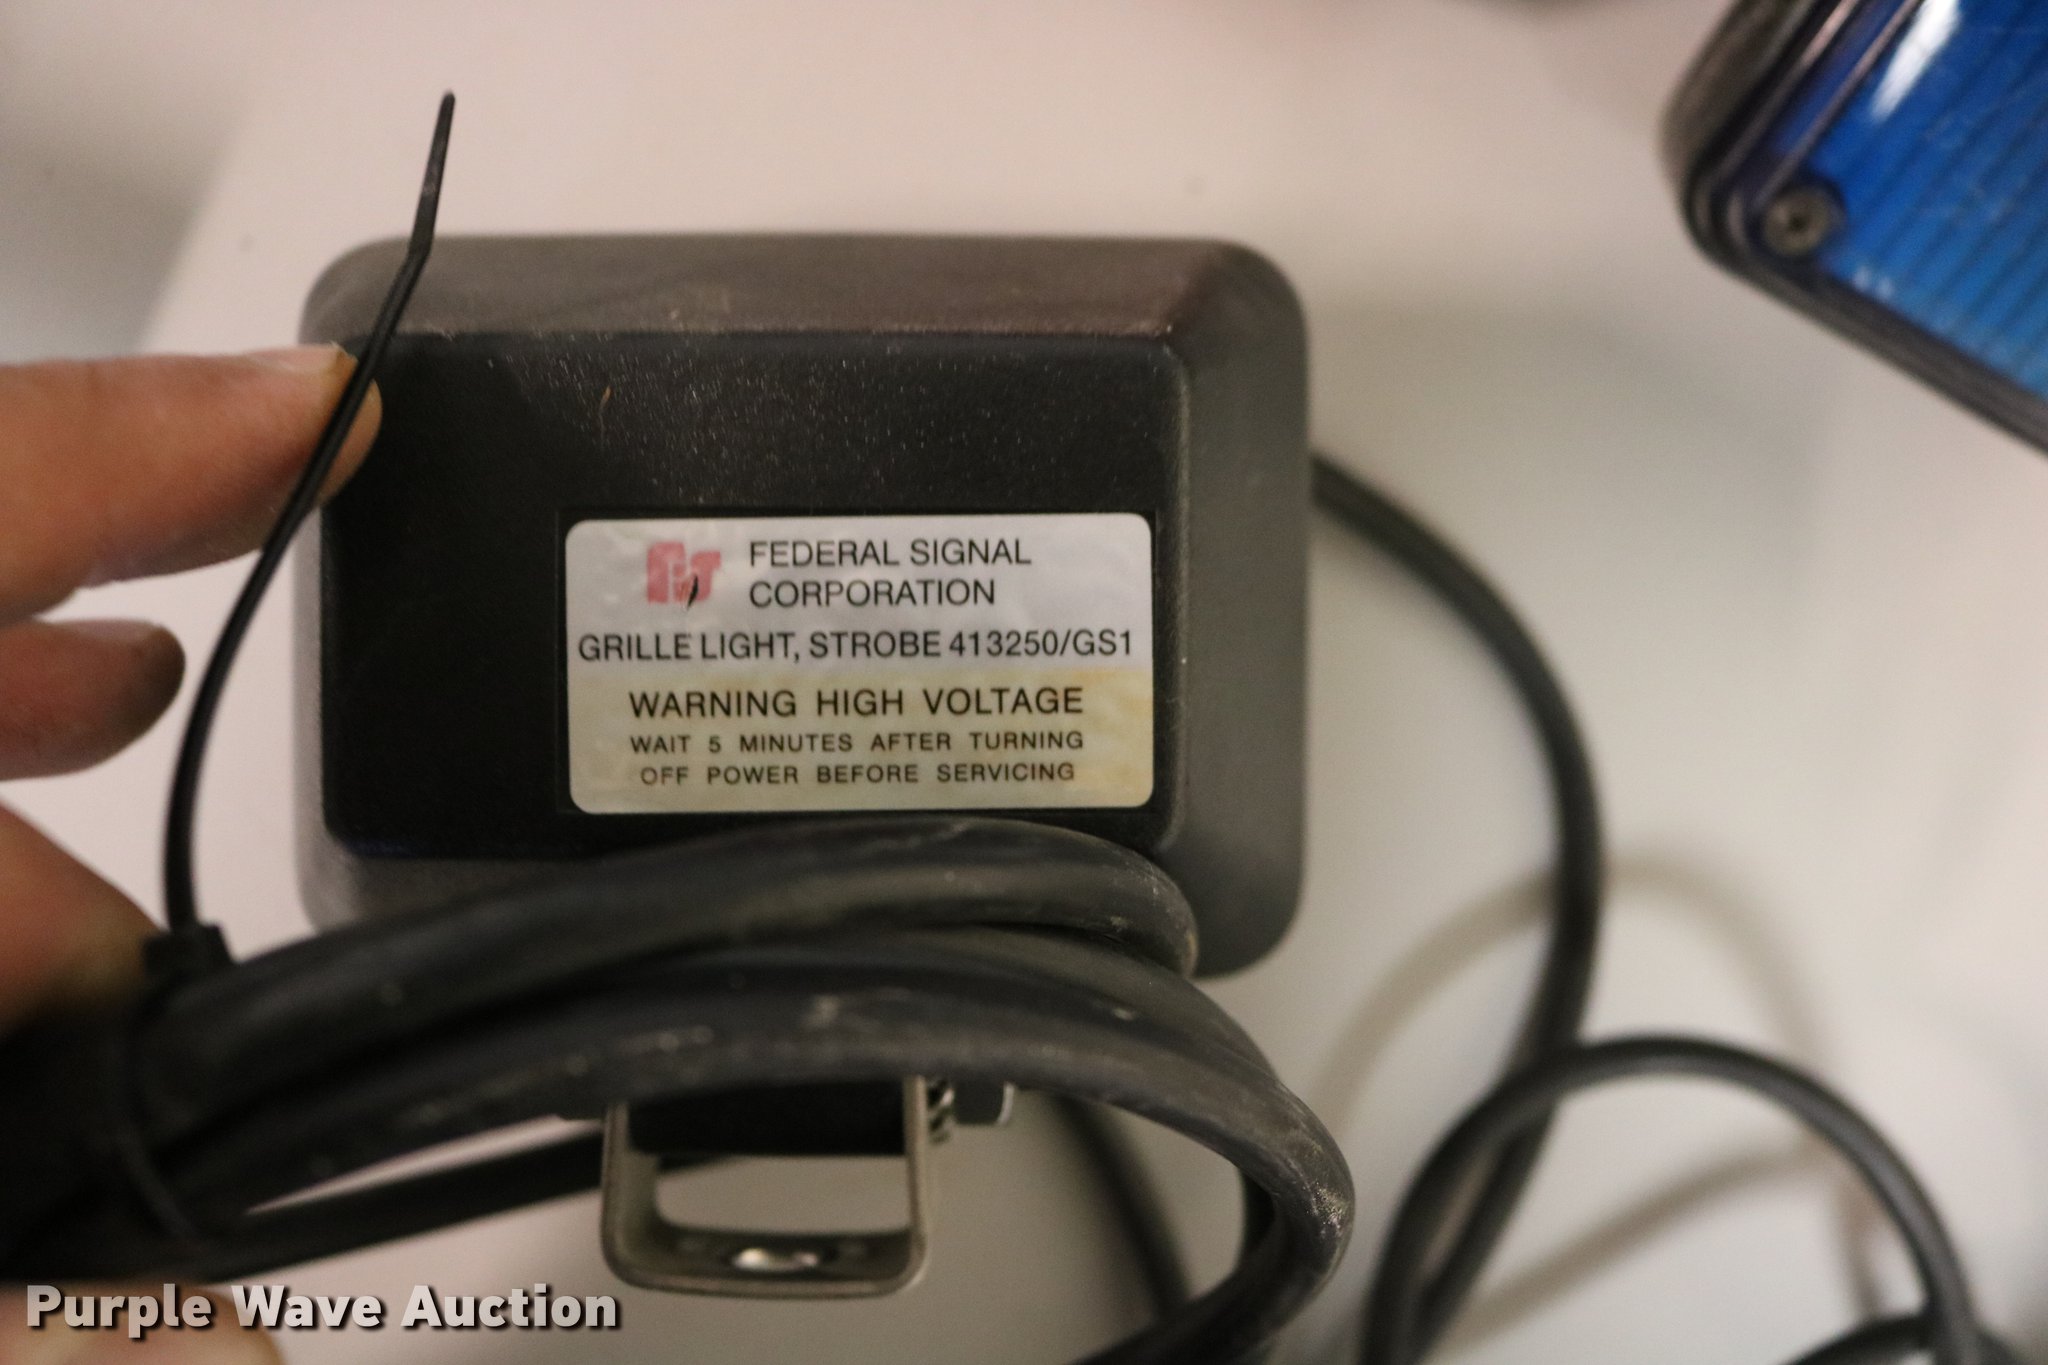 FEDERAL SIGNAL
CORPORATION
GRILLE LIGHT, STROBE 413250/GS1
WARNING HIGH VOLTAGE
WAIT 5 MINUTES AFTER TURNING
OFF POWER BEFORE SERVICING
Purple Wave Auction